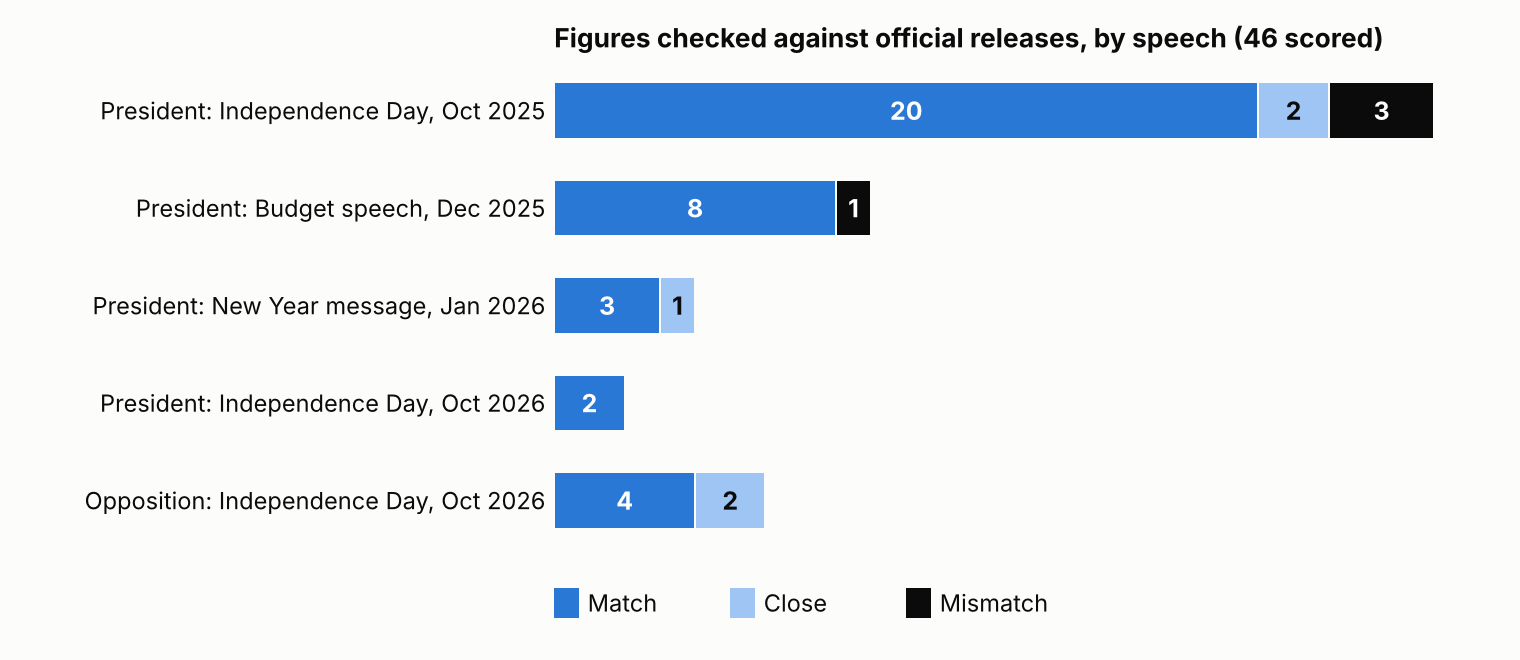 Figures checked against official releases, by speech (46 scored)
President: Independence Day, Oct 2025 20 2 3
President: Budget speech, Dec 2025 8 1
President: New Year message, Jan 2026 3 1
President: Independence Day, Oct 2026 2
Opposition: Independence Day, Oct 2026 4 2
Match Close Mismatch